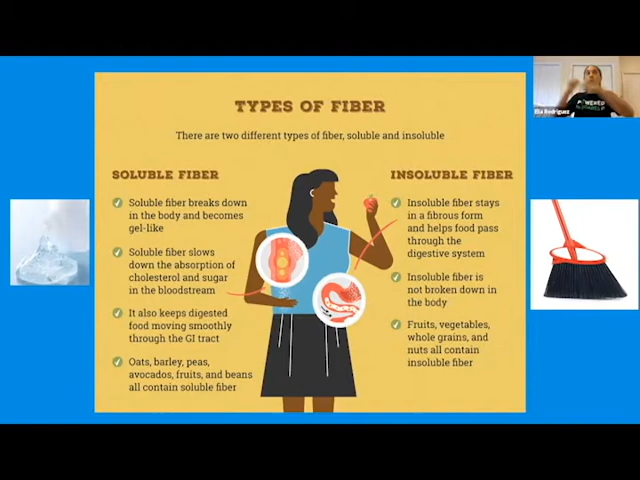 TYPES OF FIBER
There are two different types of fiber, soluble and insoluble
SOLUBLE FIBER
Soluble fiber breaks down
in the body and becomes
gel-like
Soluble fiber slows
down the absorption of
cholesterol and sugar
in the bloodstream
It also keeps digested
food moving smoothly
through the GI tract
Oats, barley, peas,
avocados, fruits, and beans
all contain soluble fiber
INSOLUBLE FIBER
Insoluble fiber stays
in a fibrous form
and helps food pass
through the
digestive system
Insoluble fiber is
not broken down in
the body
Fruits, vegetables,
whole grains, and
nuts all contain
insoluble fiber
POWERED
Ella Rodriguez